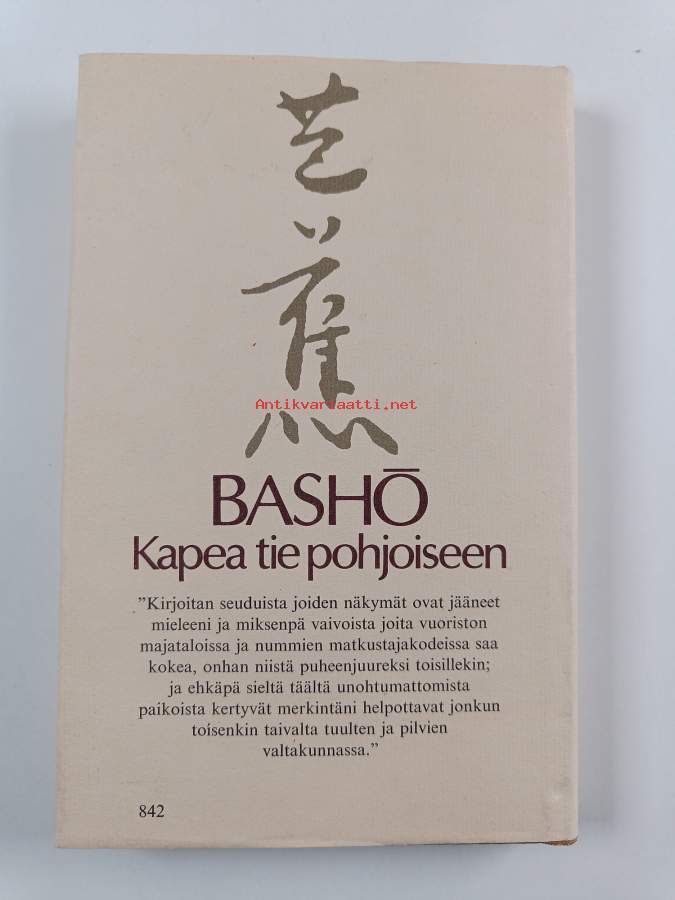 芭蕉
Antikvariaatti.net
BASHŌ
Kapea tie pohjoiseen
”Kirjoitan seuduista joiden näkymät ovat jääneet
mieleeni ja miksenpä vaivoista joita vuoriston
majataloissa ja nummien matkustajakodeissa saa
kokea, onhan niistä puheenjuureksi toisillekin;
ja ehkäpä sieltä täältä unohtumattomista
paikoista kertyvät merkintäni helpottavat jonkun
toisenkin taivalta tuulten ja pilvien
valtakunnassa.”
842